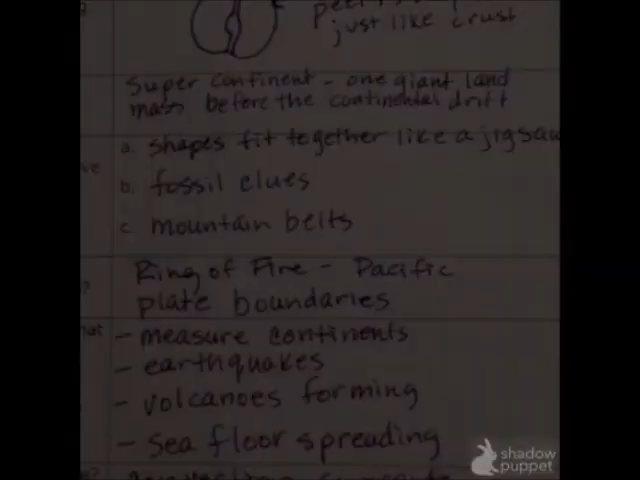 just like crust
Super continent - one giant land
mass before the continental drift
a. shapes fit together like a jigsaw
ve
b. fossil clues
c. mountain belts
?
Ring of Fire - Pacific
plate boundaries
- measure continents
- earthquakes
- volcanoes forming
- sea floor spreading
shadow
puppet